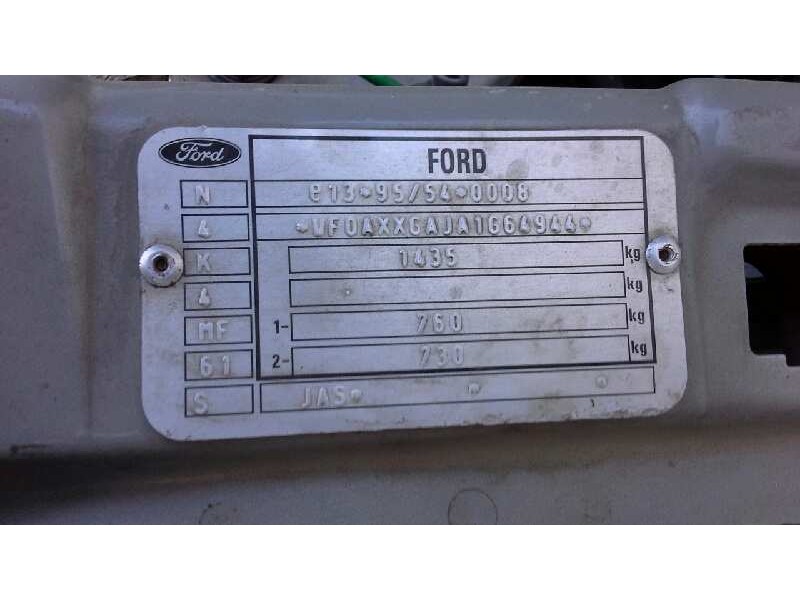 Ford
FORD
N
e13*95/54*0008
4
*VF0AXXGAJA1G64944*
K
1435 kg
4
kg
MF
1- 760 kg
61
2- 730 kg
S
JAS